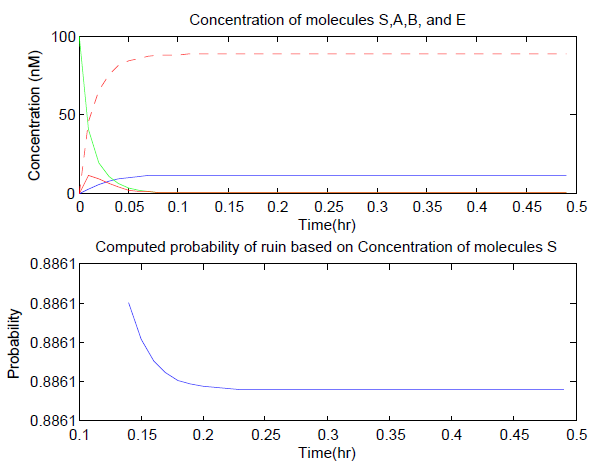 Concentration of molecules S,A,B, and E
Concentration (nM)
100
50
0
0 0.05 0.1 0.15 0.2 0.25 0.3 0.35 0.4 0.45 0.5
Time(hr)
Computed probability of ruin based on Concentration of molecules S
Probability
0.8861
0.8861
0.8861
0.8861
0.8861
0.1 0.15 0.2 0.25 0.3 0.35 0.4 0.45 0.5
Time(hr)